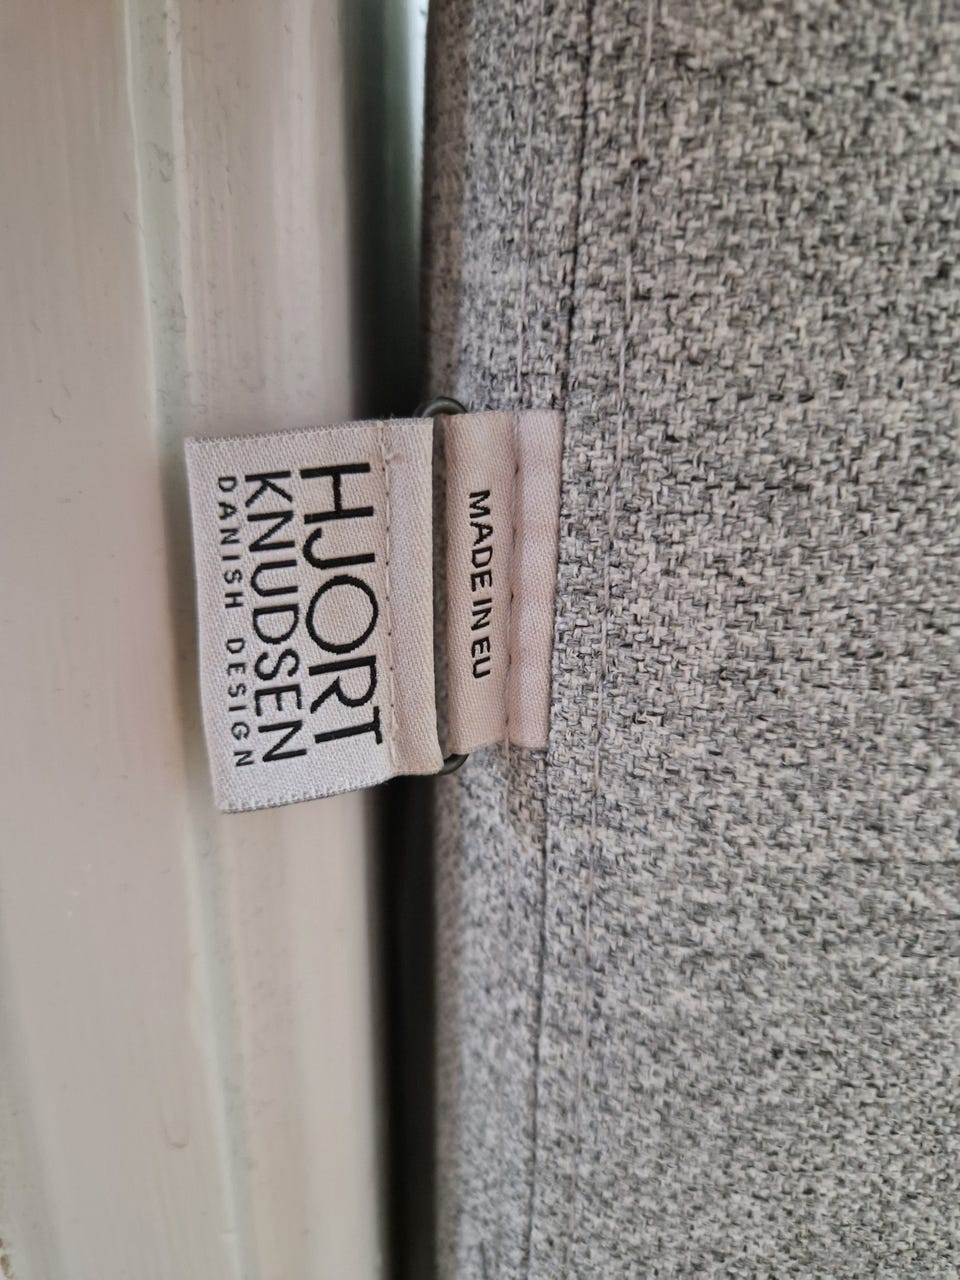 MADE IN EU
HJORT
KNUDSEN
DANISH DESIGN